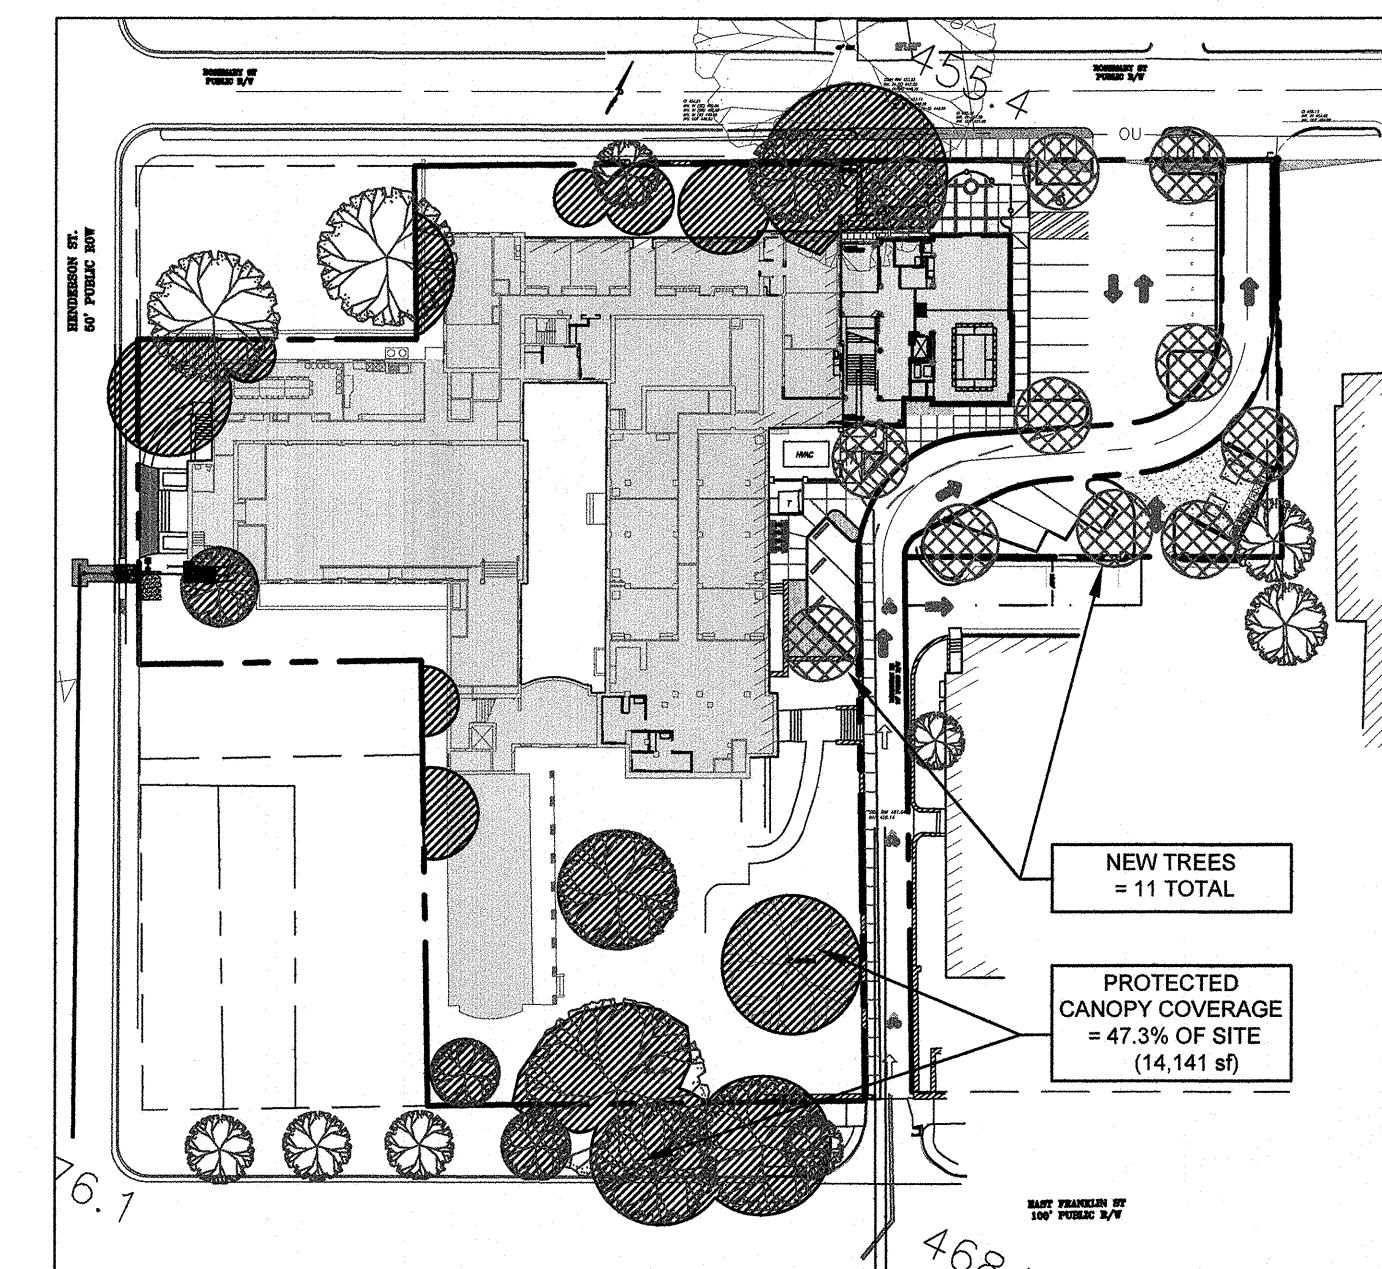 455.4
ROSEMARY ST
PUBLIC R/W
ROSEMARY ST
PUBLIC R/W
OU
HENDERSON ST.
50' PUBLIC ROW
HVAC
T
NEW TREES
= 11 TOTAL
PROTECTED
CANOPY COVERAGE
= 47.3% OF SITE
(14,141 sf)
76.1
EAST FRANKLIN ST
100' PUBLIC R/W
468